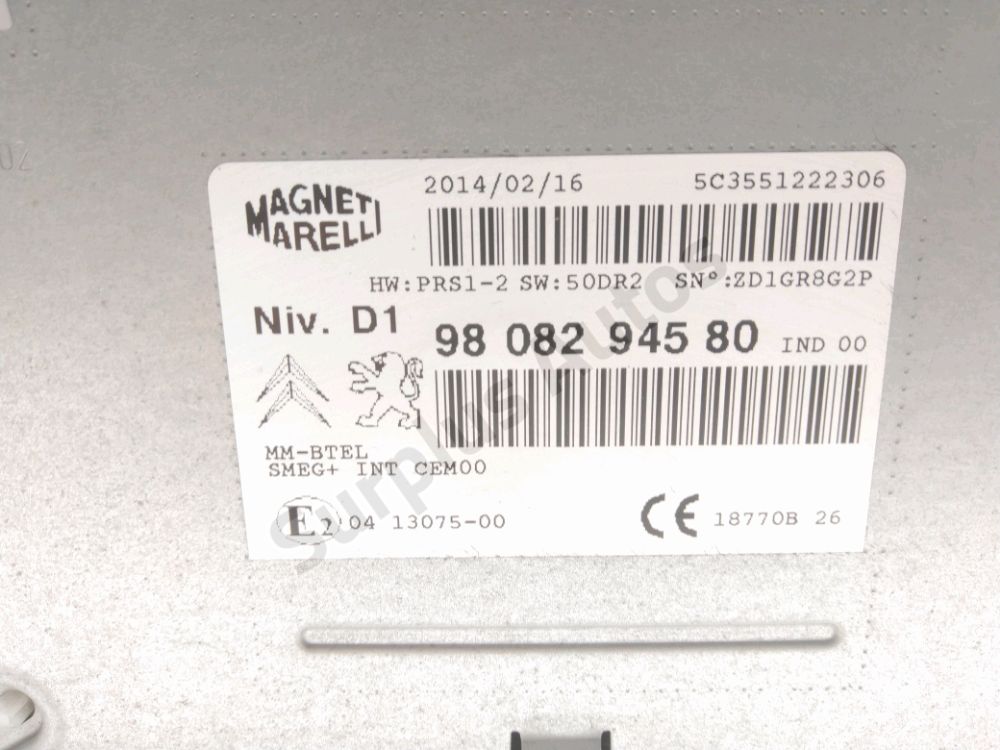 2014/02/16 5C3551222306
MAGNETI
MARELLI
HW:PRS1-2 SW:50DR2 SN°:ZD1GR8G2P
Niv. D1 98 082 945 80 IND 00
MM-BTEL
SMEG+ INT CEM00
E2 04 13075-00 CE 18770B 26
Surplus Autos